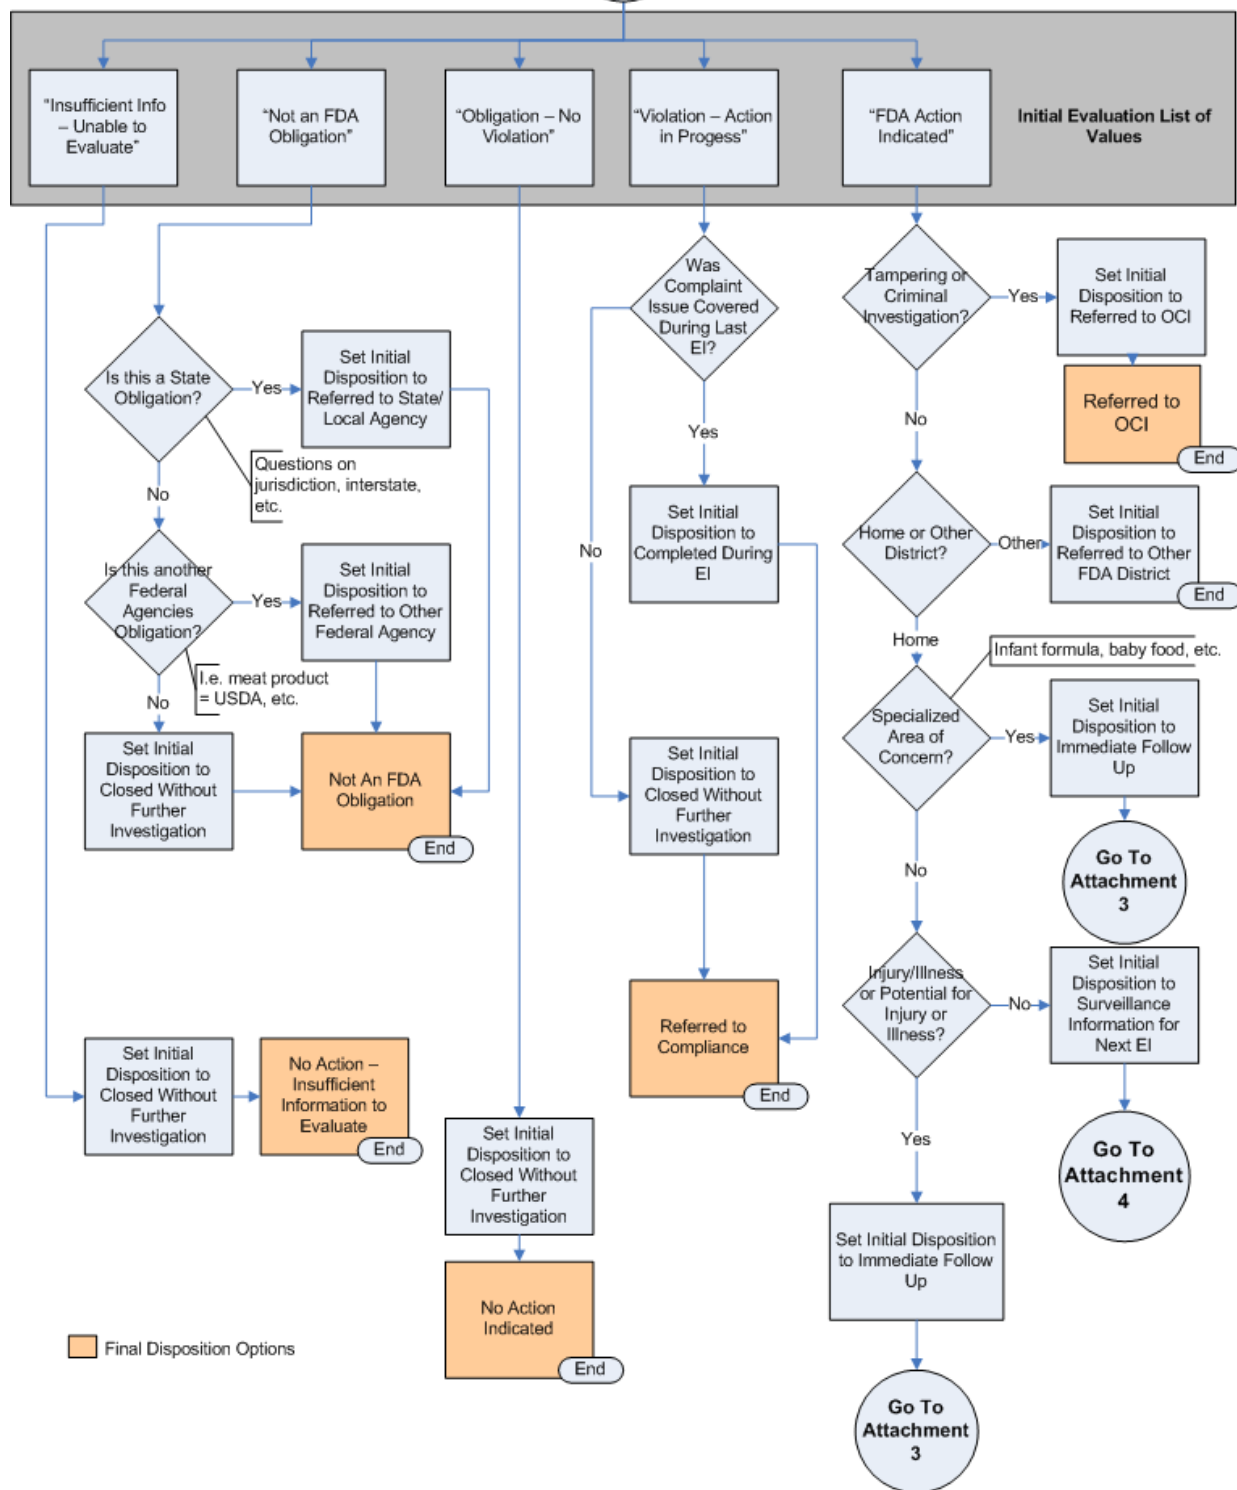 "Insufficient Info
– Unable to
Evaluate"
"Not an FDA
Obligation"
"Obligation – No
Violation"
"Violation – Action
in Progess"
"FDA Action
Indicated"
Initial Evaluation List of
Values
Was
Complaint
Issue Covered
During Last
EI?
Tampering or
Criminal
Investigation?
Yes
Set Initial
Disposition to
Referred to OCI
Is this a State
Obligation?
Yes
Set Initial
Disposition to
Referred to State/
Local Agency
Referred to
OCI
End
No
Yes
Questions on
jurisdiction, interstate,
etc.
No
Set Initial
Disposition to
Completed During
EI
Home or Other
District?
Other
Set Initial
Disposition to
Referred to Other
FDA District
End
No
Is this another
Federal
Agencies
Obligation?
Yes
Set Initial
Disposition to
Referred to Other
Federal Agency
Home
Infant formula, baby food, etc.
I.e. meat product
= USDA, etc.
No
Specialized
Area of
Concern?
Yes
Set Initial
Disposition to
Immediate Follow
Up
Set Initial
Disposition to
Closed Without
Further
Investigation
Not An FDA
Obligation
End
Set Initial
Disposition to
Closed Without
Further
Investigation
Go To
Attachment
3
No
Injury/Illness
or Potential for
Injury or
Illness?
No
Set Initial
Disposition to
Surveillance
Information for
Next EI
Referred to
Compliance
End
Set Initial
Disposition to
Closed Without
Further
Investigation
No Action –
Insufficient
Information to
Evaluate
End
Set Initial
Disposition to
Closed Without
Further
Investigation
Yes
Go To
Attachment
4
Set Initial Disposition
to Immediate Follow
Up
No Action
Indicated
End
Final Disposition Options
Go To
Attachment
3